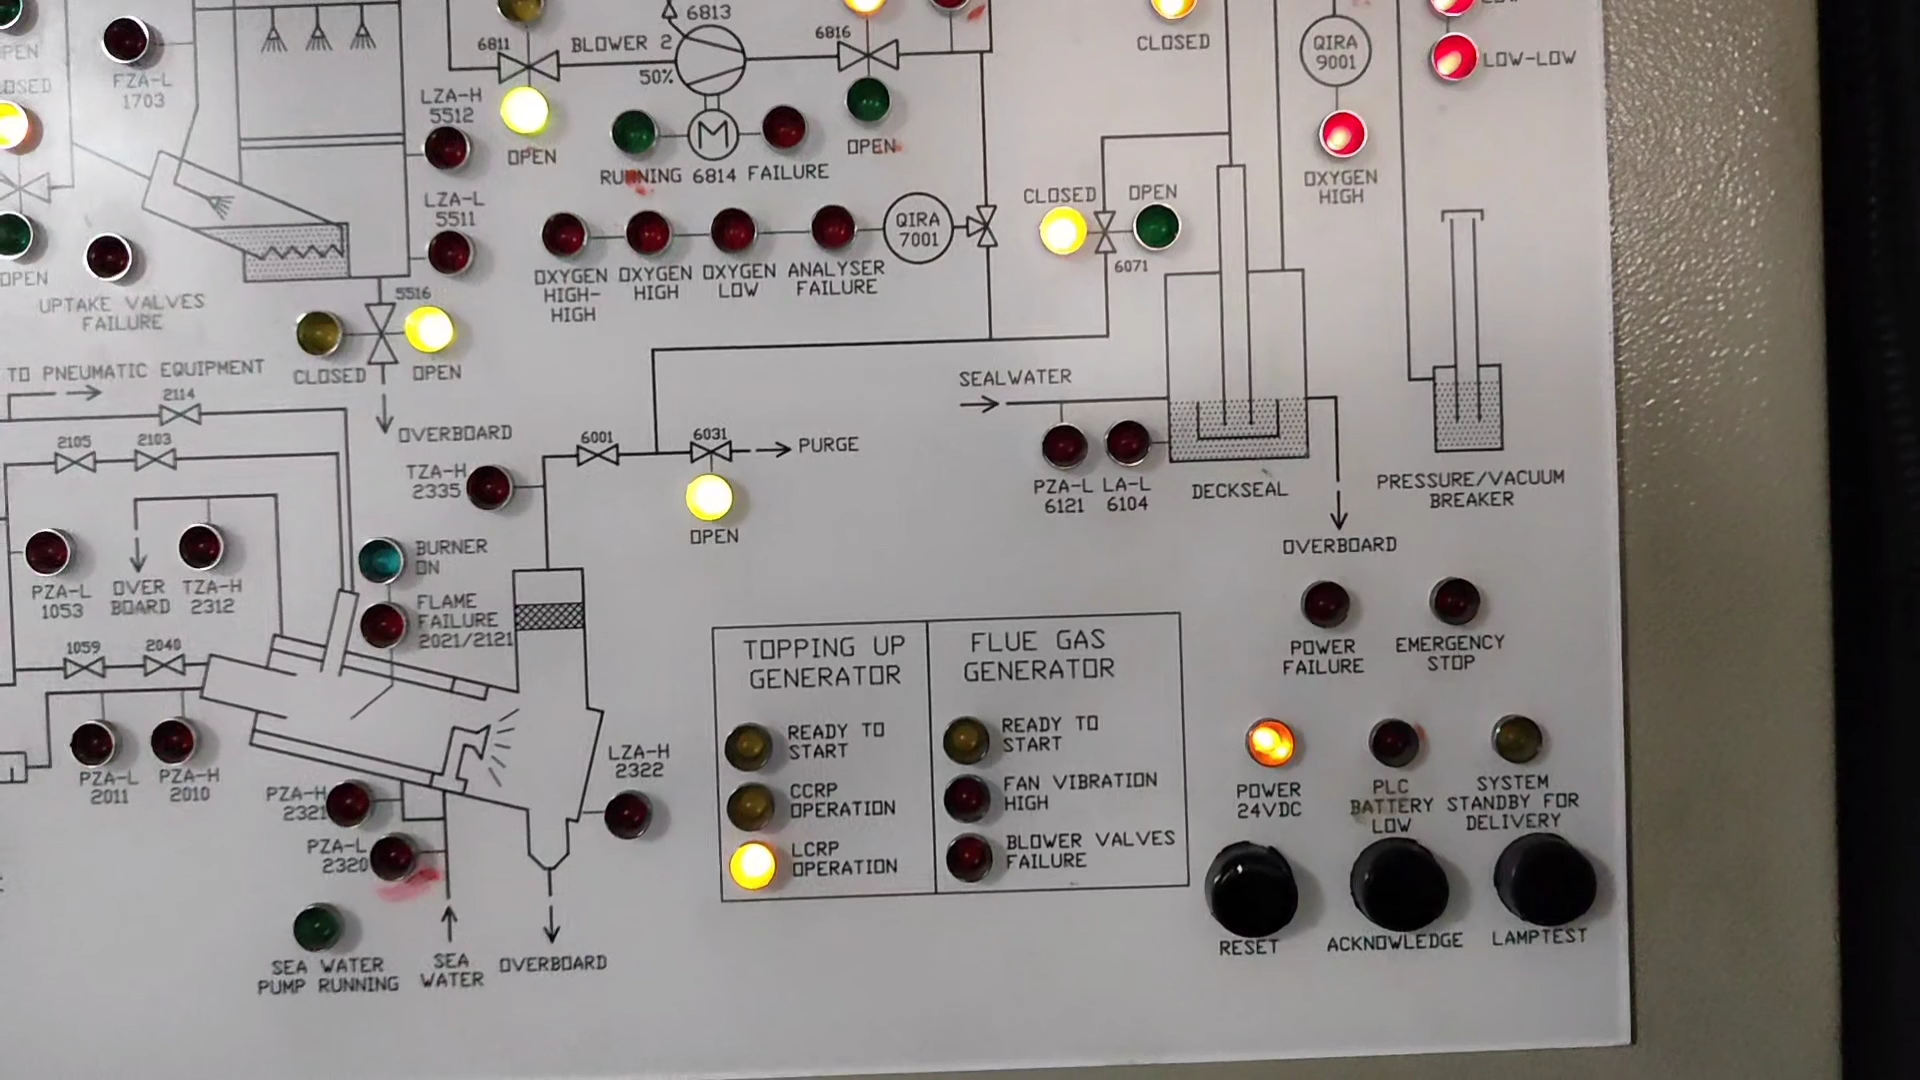 6813
6811
BLOWER 2
6816
50%
CLOSED
QIRA
9001
LOW-LOW
FZA-L
1703
LZA-H
5512
OPEN
M
OPEN
RUNNING 6814 FAILURE
OXYGEN
HIGH
LZA-L
5511
QIRA
7001
CLOSED
OPEN
6071
OPEN
OXYGEN
HIGH-
HIGH
OXYGEN
HIGH
OXYGEN
LOW
ANALYSER
FAILURE
UPTAKE VALVES
FAILURE
5516
CLOSED
OPEN
TO PNEUMATIC EQUIPMENT
2114
SEALWATER
OVERBOARD
2105
2103
6001
6031
PURGE
TZA-H
2335
OPEN
PZA-L
6121
LA-L
6104
DECKSEAL
PRESSURE/VACUUM
BREAKER
OVERBOARD
BURNER
ON
PZA-L
1053
OVER
BOARD
TZA-H
2312
FLAME
FAILURE
2021/2121
1059
2040
POWER
FAILURE
EMERGENCY
STOP
TOPPING UP
GENERATOR
FLUE GAS
GENERATOR
READY TO
START
READY TO
START
CCRP
OPERATION
FAN VIBRATION
HIGH
LCRP
OPERATION
BLOWER VALVES
FAILURE
PZA-L
2011
PZA-H
2010
LZA-H
2322
PZA-H
2321
PZA-L
2320
POWER
24VDC
PLC
BATTERY
LOW
SYSTEM
STANDBY FOR
DELIVERY
RESET
ACKNOWLEDGE
LAMPTEST
SEA WATER
PUMP RUNNING
SEA
WATER
OVERBOARD